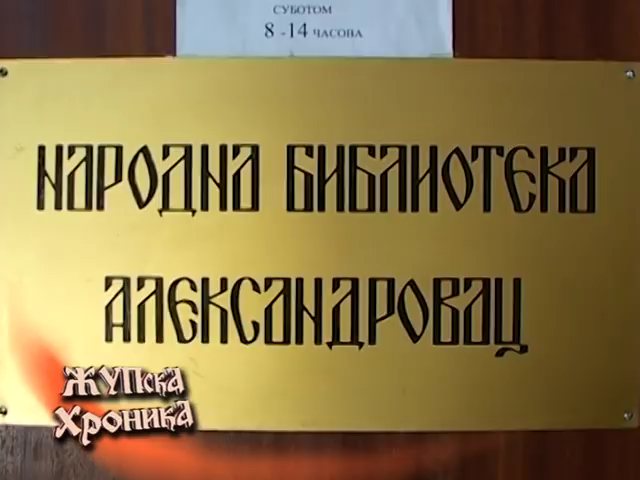 СУБОТОМ
8 -14 ЧАСОВА
НАРОДНА БИБЛИОТЕКА
АЛЕКСАНДРОВАЦ
ЖУПСКА
ХРОНИКА